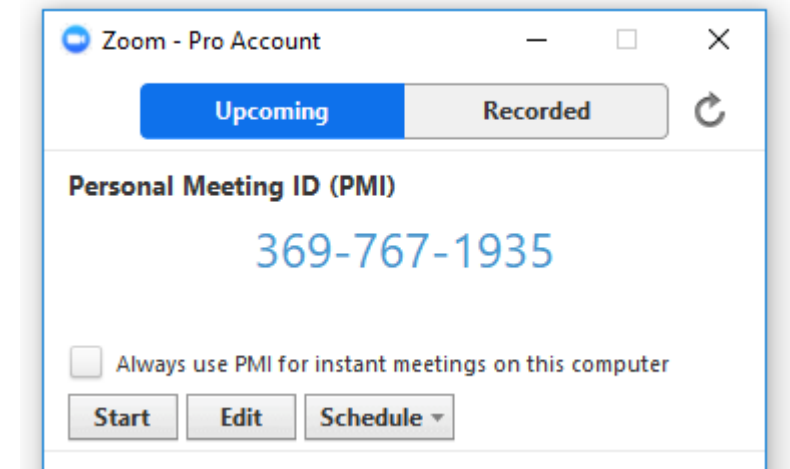 Zoom - Pro Account
Upcoming Recorded
Personal Meeting ID (PMI)
369-767-1935
Always use PMI for instant meetings on this computer
Start Edit Schedule